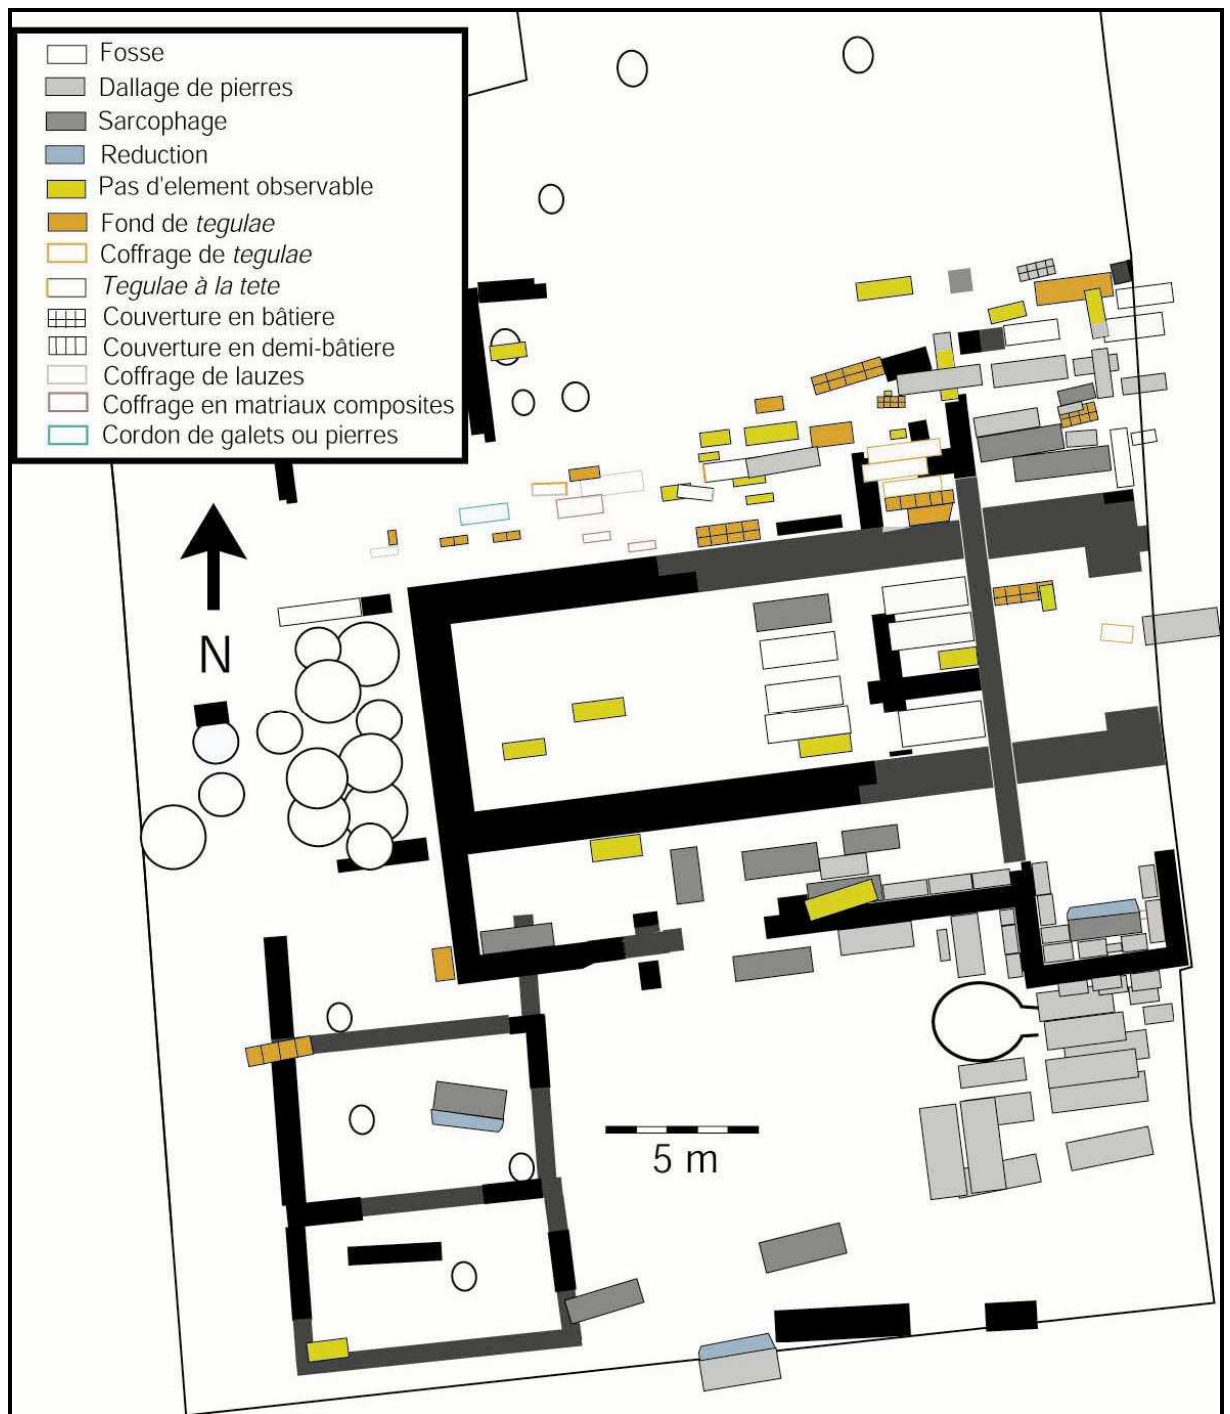 Fosse
Dallage de pierres
Sarcophage
Reduction
Pas d'element observable
Fond de tegulae
Coffrage de tegulae
Tegulae à la tete
Couverture en bâtiere
Couverture en demi-bâtiere
Coffrage de lauzes
Coffrage en matriaux composites
Cordon de galets ou pierres
N
5 m